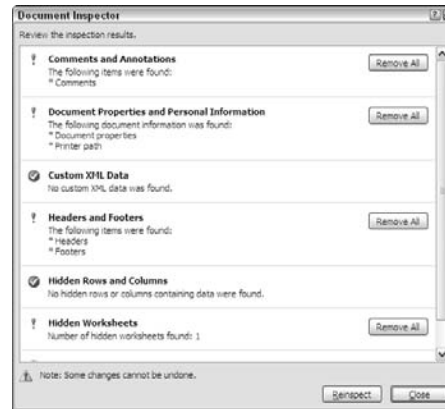 Document Inspector
Review the inspection results.
Comments and Annotations
Remove All
The following items were found:
* Comments
Document Properties and Personal Information
Remove All
The following document information was found:
* Document properties
* Printer path
Custom XML Data
No custom XML data was found.
Headers and Footers
Remove All
The following items were found:
* Headers
* Footers
Hidden Rows and Columns
No hidden rows or columns containing data were found.
Hidden Worksheets
Remove All
Number of hidden worksheets found: 1
Note: Some changes cannot be undone.
Reinspect
Close